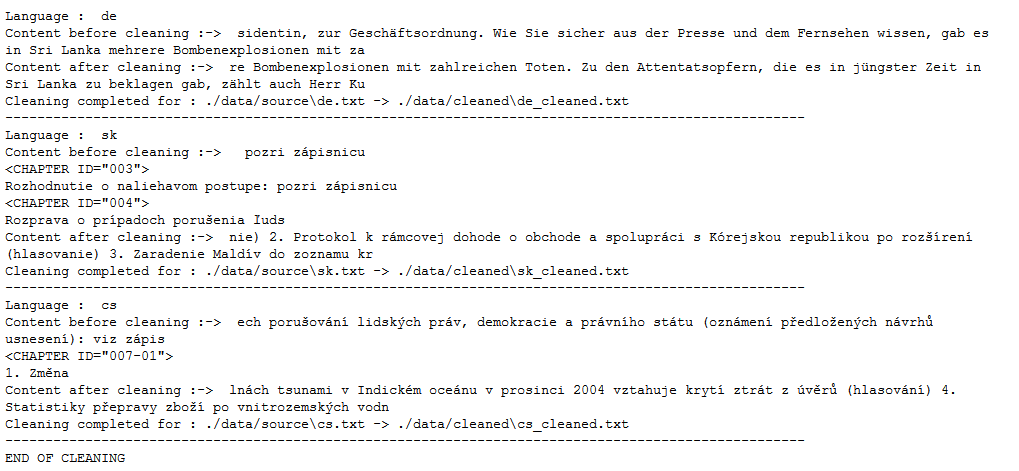 Language :  de
Content before cleaning :->  sidentin, zur Geschäftsordnung. Wie Sie sicher aus der Presse und dem Fernsehen wissen, gab es
in Sri Lanka mehrere Bombenexplosionen mit za
Content after cleaning :->  re Bombenexplosionen mit zahlreichen Toten. Zu den Attentatsopfern, die es in jüngster Zeit in
Sri Lanka zu beklagen gab, zählt auch Herr Ku
Cleaning completed for : ./data/source\de.txt -> ./data/cleaned\de_cleaned.txt
----------------------------------------------------------------------------------------------------
Language :  sk
Content before cleaning :->   pozri zápisnicu
<CHAPTER ID="003">
Rozhodnutie o naliehavom postupe: pozri zápisnicu
<CHAPTER ID="004">
Rozprava o prípadoch porušenia ľuds
Content after cleaning :->  nie) 2. Protokol k rámcovej dohode o obchode a spolupráci s Kórejskou republikou po rozšírení
(hlasovanie) 3. Zaradenie Maldív do zoznamu kr
Cleaning completed for : ./data/source\sk.txt -> ./data/cleaned\sk_cleaned.txt
----------------------------------------------------------------------------------------------------
Language :  cs
Content before cleaning :->  ech porušování lidských práv, demokracie a právního státu (oznámení předložených návrhů
usnesení): viz zápis
<CHAPTER ID="007-01">
1. Změna
Content after cleaning :->  lnách tsunami v Indickém oceánu v prosinci 2004 vztahuje krytí ztrát z úvěrů (hlasování) 4.
Statistiky přepravy zboží po vnitrozemských vodn
Cleaning completed for : ./data/source\cs.txt -> ./data/cleaned\cs_cleaned.txt
----------------------------------------------------------------------------------------------------
END OF CLEANING